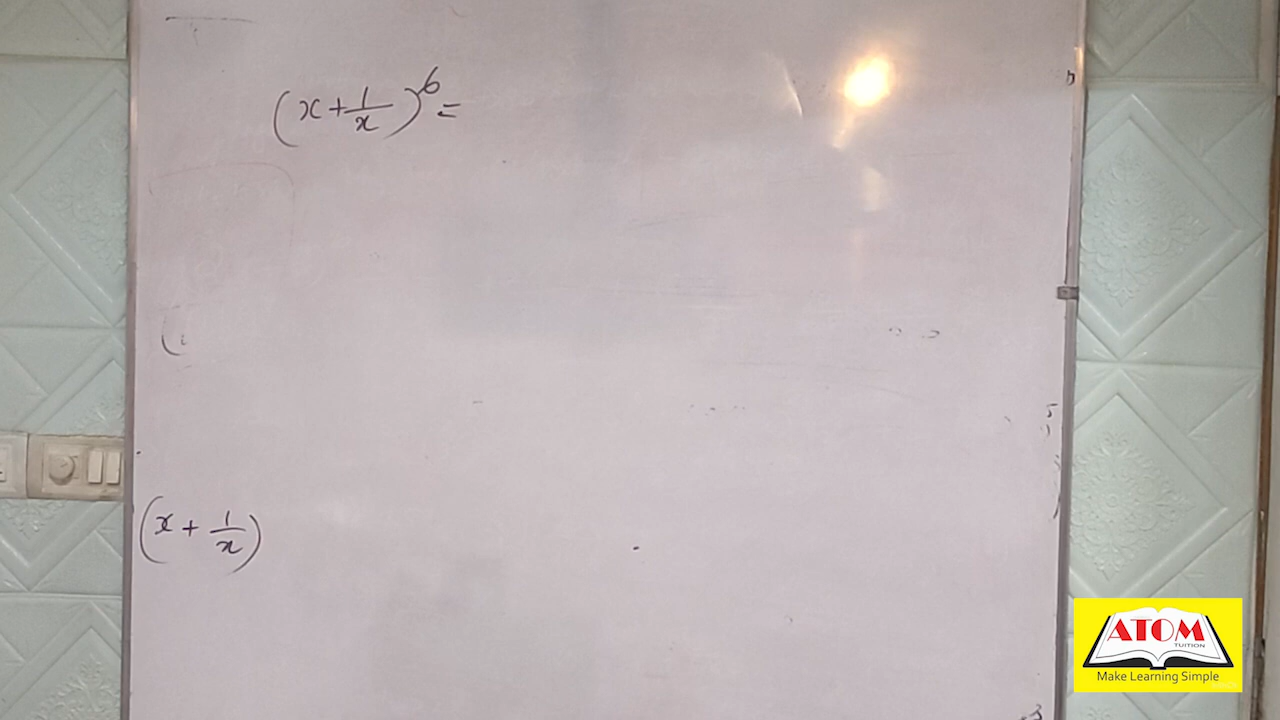 (x + 1/x)^6 =
(x + 1/x)
ATOM
TUITION
Make Learning Simple